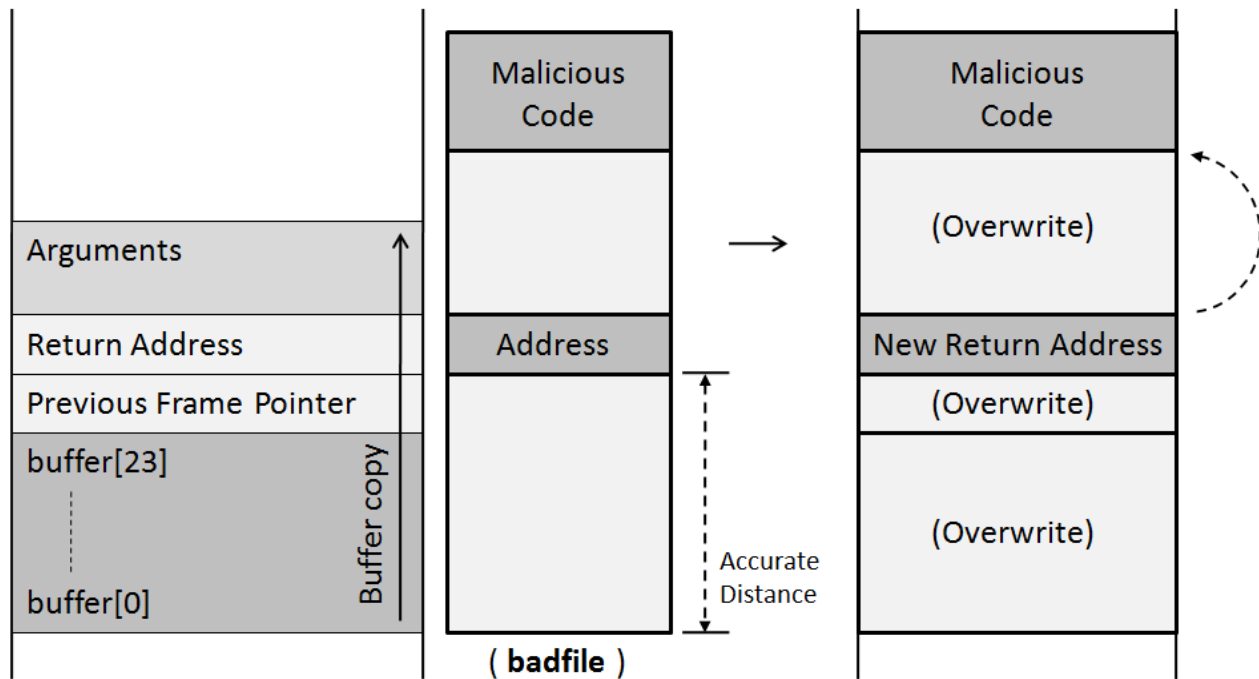 Arguments
Return Address
Previous Frame Pointer
buffer[23]
buffer[0]
Buffer copy
Malicious
Code
Address
( badfile )
Accurate
Distance
Malicious
Code
(Overwrite)
New Return Address
(Overwrite)
(Overwrite)